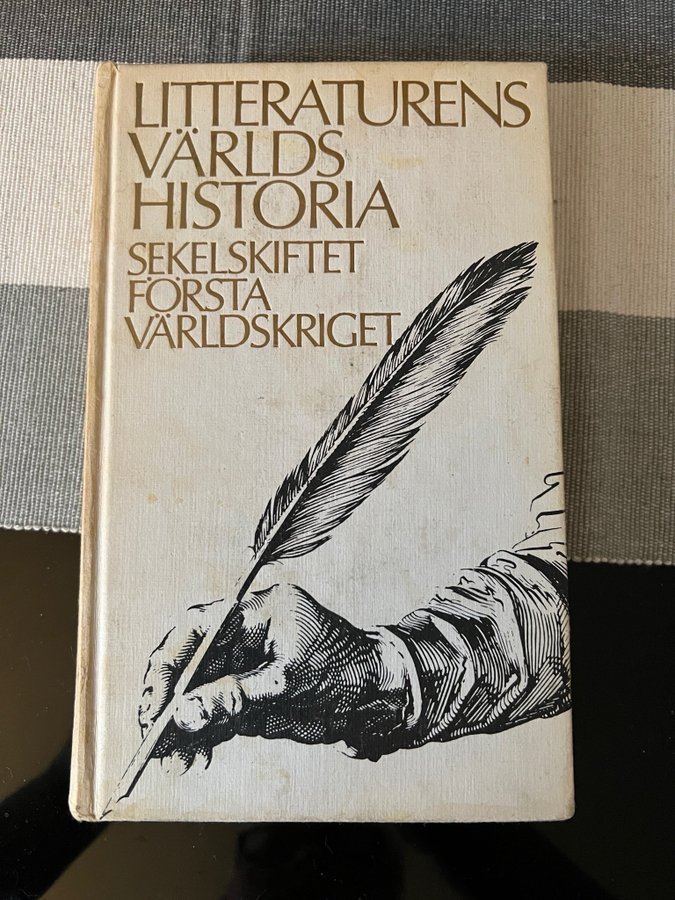 LITTERATURENS
VÄRLDS
HISTORIA
SEKELSKIFTET
FÖRSTA
VÄRLDSKRIGET